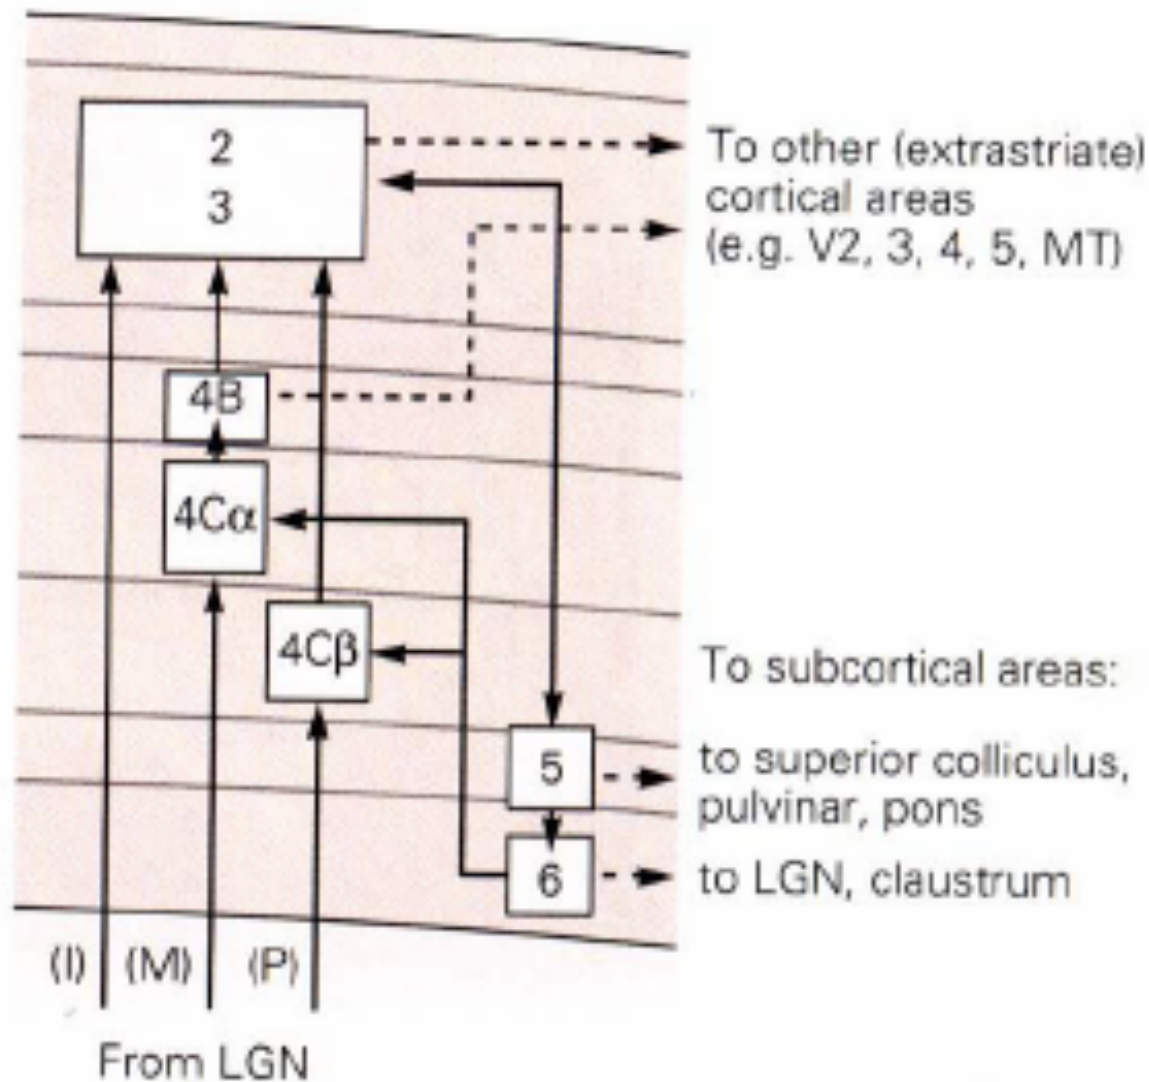 2
3
To other (extrastriate)
cortical areas
(e.g. V2, 3, 4, 5, MT)
4B
4Cα
4Cβ
To subcortical areas:
5
to superior colliculus,
pulvinar, pons
6
to LGN, claustrum
(I) (M) (P)
From LGN